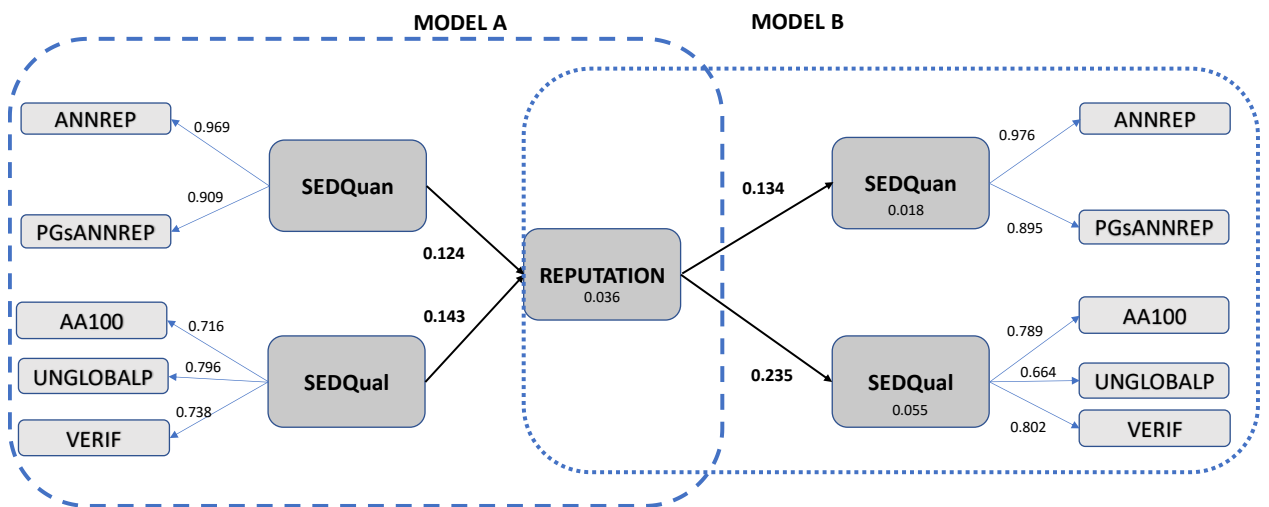 MODEL A
MODEL B
ANNREP
0.969
SEDQuan
0.909
PGsANNREP
0.124
AA100
0.716
0.143
UNGLOBALP
0.796
SEDQual
0.738
VERIF
REPUTATION
0.036
0.134
0.235
SEDQuan
0.018
0.976
ANNREP
0.895
PGsANNREP
SEDQual
0.055
0.789
AA100
0.664
UNGLOBALP
0.802
VERIF